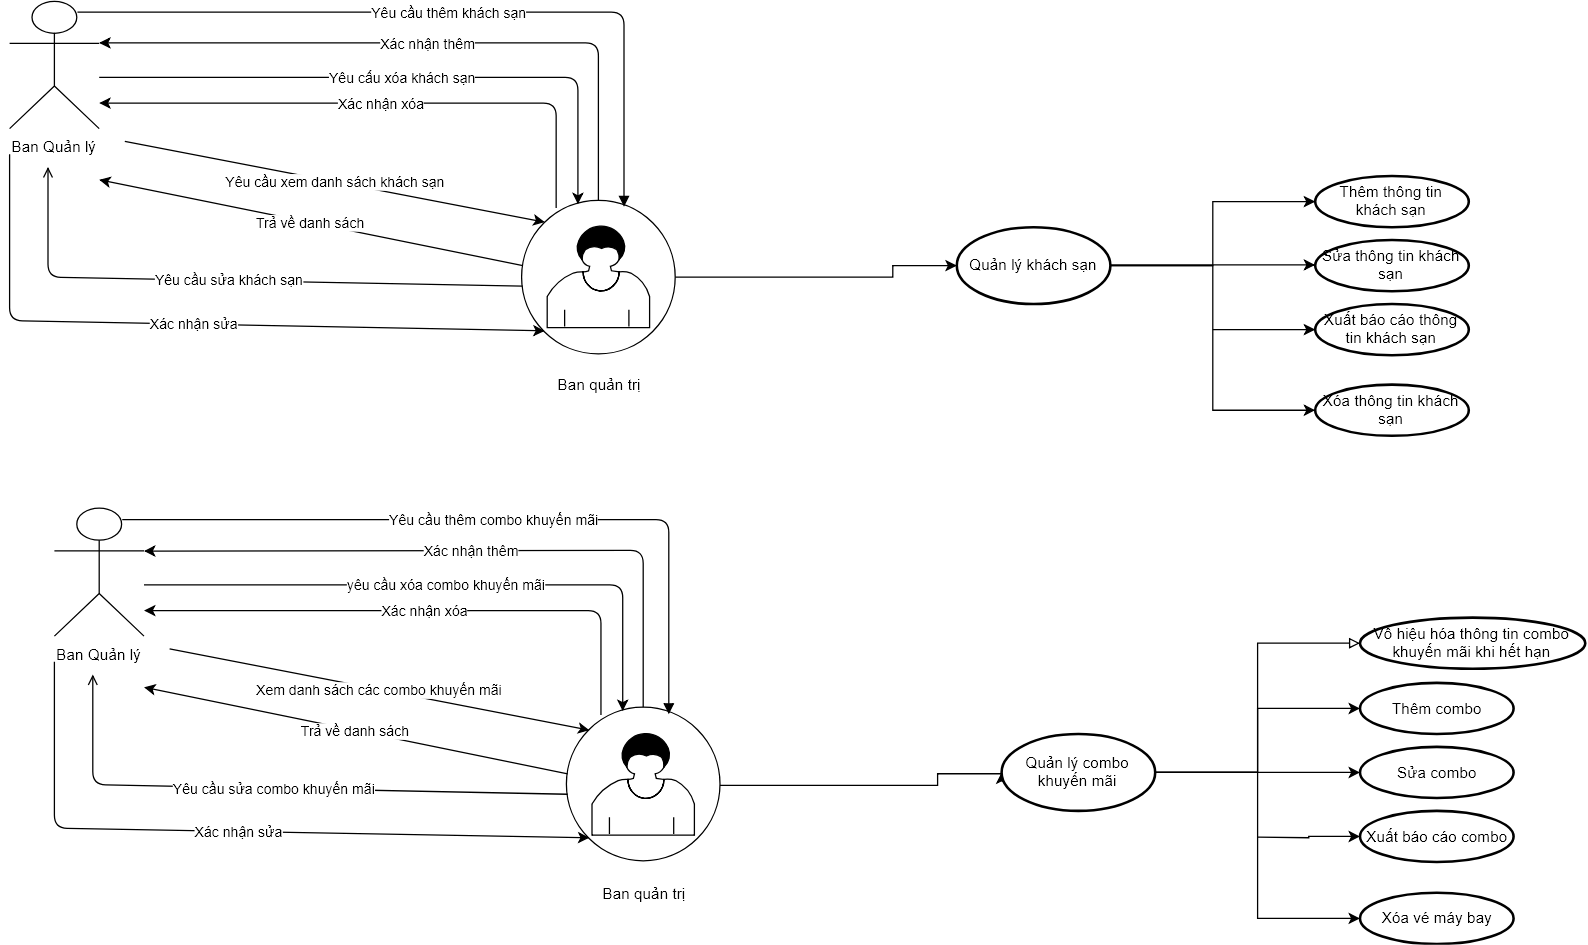 Yêu cầu thêm khách sạn
Xác nhận thêm
Yêu cấu xóa khách sạn
Xác nhận xóa
Ban Quản lý
Yêu cầu xem danh sách khách sạn
Trả về danh sách
Yêu cầu sửa khách sạn
Xác nhận sửa
Ban quản trị
Quản lý khách sạn
Thêm thông tin
khách sạn
Sửa thông tin khách
sạn
Xuất báo cáo thông
tin khách sạn
Xóa thông tin khách
sạn
Yêu cầu thêm combo khuyến mãi
Xác nhận thêm
yêu cầu xóa combo khuyến mãi
Xác nhận xóa
Ban Quản lý
Xem danh sách các combo khuyến mãi
Trả về danh sách
Yêu cầu sửa combo khuyến mãi
Xác nhận sửa
Ban quản trị
Quản lý combo
khuyến mãi
Vô hiệu hóa thông tin combo
khuyến mãi khi hết hạn
Thêm combo
Sửa combo
Xuất báo cáo combo
Xóa vé máy bay